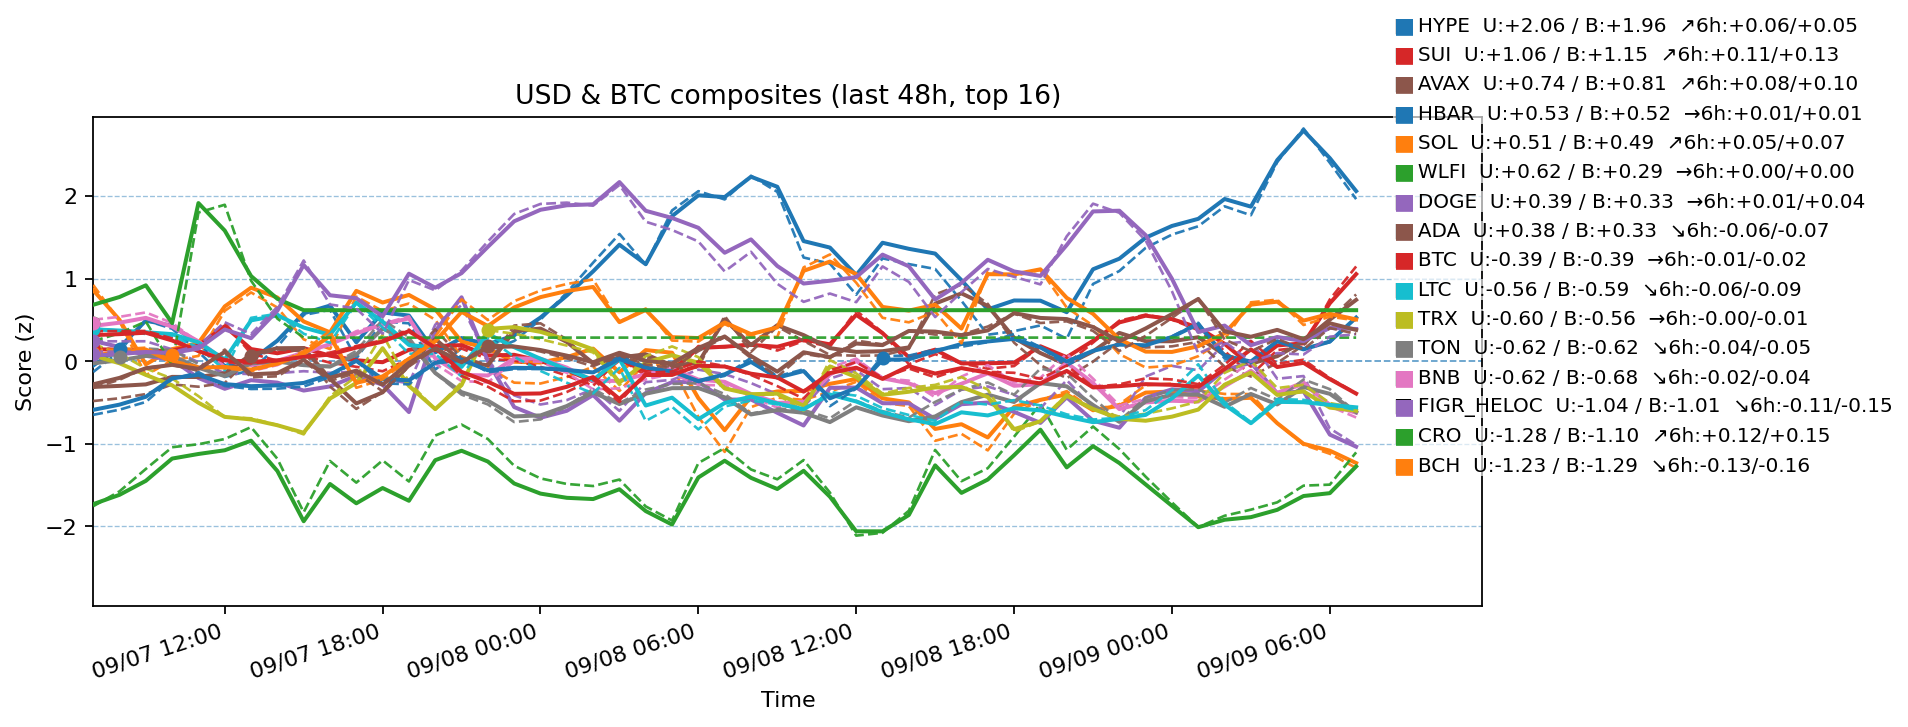 HYPE U:+2.06 / B:+1.96 ↗6h:+0.06/+0.05
SUI U:+1.06 / B:+1.15 ↗6h:+0.11/+0.13
AVAX U:+0.74 / B:+0.81 ↗6h:+0.08/+0.10
HBAR U:+0.53 / B:+0.52 →6h:+0.01/+0.01
SOL U:+0.51 / B:+0.49 ↗6h:+0.05/+0.07
WLFI U:+0.62 / B:+0.29 →6h:+0.00/+0.00
DOGE U:+0.39 / B:+0.33 →6h:+0.01/+0.04
ADA U:+0.38 / B:+0.33 ↘6h:-0.06/-0.07
BTC U:-0.39 / B:-0.39 →6h:-0.01/-0.02
LTC U:-0.56 / B:-0.59 ↘6h:-0.06/-0.09
TRX U:-0.60 / B:-0.56 →6h:-0.00/-0.01
TON U:-0.62 / B:-0.62 ↘6h:-0.04/-0.05
BNB U:-0.62 / B:-0.68 ↘6h:-0.02/-0.04
FIGR_HELOC U:-1.04 / B:-1.01 ↘6h:-0.11/-0.15
CRO U:-1.28 / B:-1.10 ↗6h:+0.12/+0.15
BCH U:-1.23 / B:-1.29 ↘6h:-0.13/-0.16
USD & BTC composites (last 48h, top 16)
Score (z)
2
1
0
−1
−2
09/07 12:00
09/07 18:00
09/08 00:00
09/08 06:00
09/08 12:00
09/08 18:00
09/09 00:00
09/09 06:00
Time